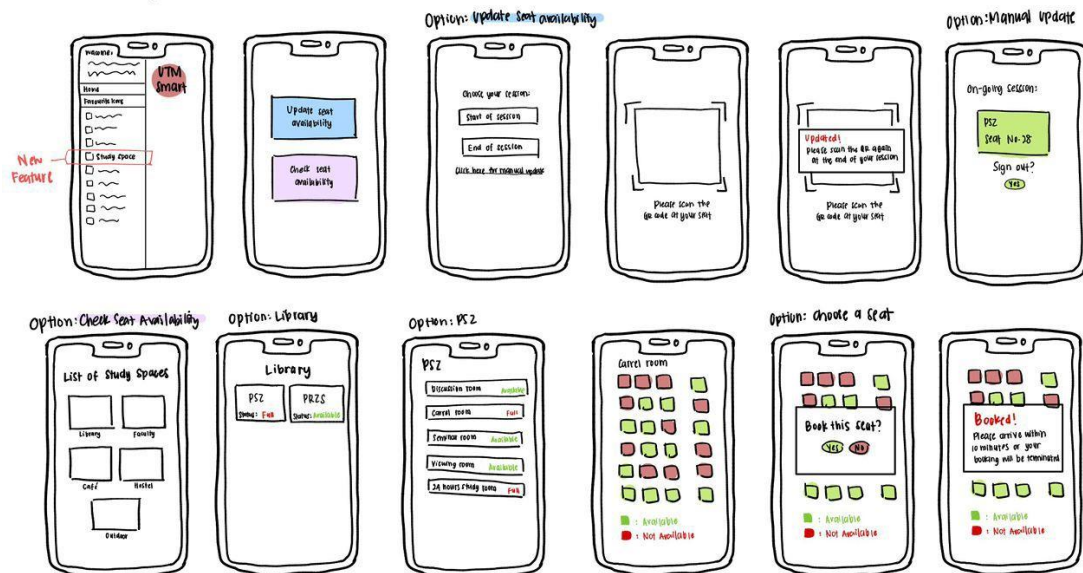 Option: Update Seat availability
Option: Manual update
Welcome!
UTM
Smart
Home
Favourite Icons
Study space
New
Feature
Update seat
availability
Check seat
availability
Choose your session:
Start of session
End of session
Click here for manual update
Please scan the
QR code at your seat
Updated!
Please scan the QR again
at the end of your session
Please scan the
QR code at your seat
On-going session:
PSZ
Seat No. 28
Sign out?
Yes
Option: Check Seat Availability
List of Study Spaces
Library
Faculty
Café
Hostel
Outdoor
Option: Library
Library
PSZ
Status: Full
PRZS
Status: Available
Option: PSZ
PSZ
Discussion room Available
Carrel room Full
Seminar room Available
Viewing room Available
24 hours study room Full
Carrel room
: Available
: Not Available
Option: Choose a seat
Book this seat?
Yes
No
: Available
: Not Available
Booked!
Please arrive within
10 minutes or your
booking will be terminated
: Available
: Not Available